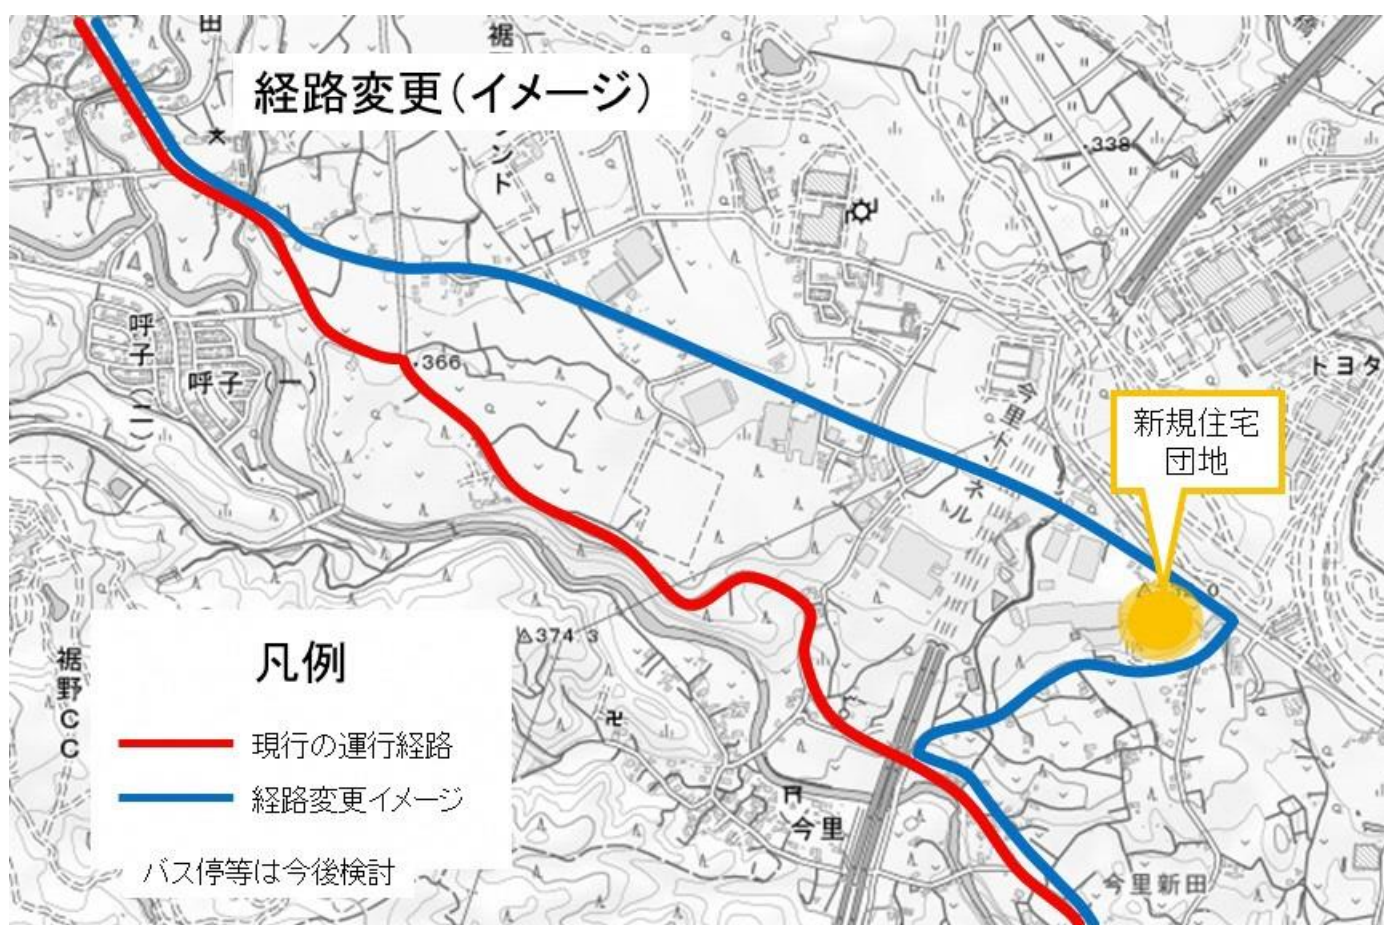 田
裾
経路変更(イメージ)
ンド
338
呼子(二)
呼子(一)
366
トヨタ
今里トンネル
新規住宅
団地
374.3
裾野CC
凡例
現行の運行経路
経路変更イメージ
バス停等は今後検討
今里
今里新田